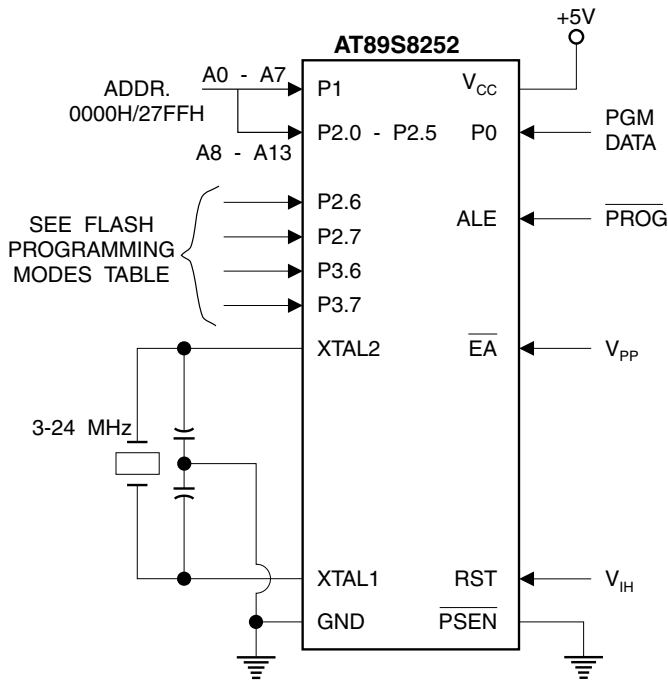 +5V
AT89S8252
A0 - A7
ADDR.
0000H/27FFH
P1
VCC
A8 - A13
P2.0 - P2.5
P0
PGM
DATA
P2.6
SEE FLASH
PROGRAMMING
MODES TABLE
P2.7
P3.6
P3.7
ALE
PROG
XTAL2
EA
VPP
3-24 MHz
XTAL1
RST
VIH
GND
PSEN